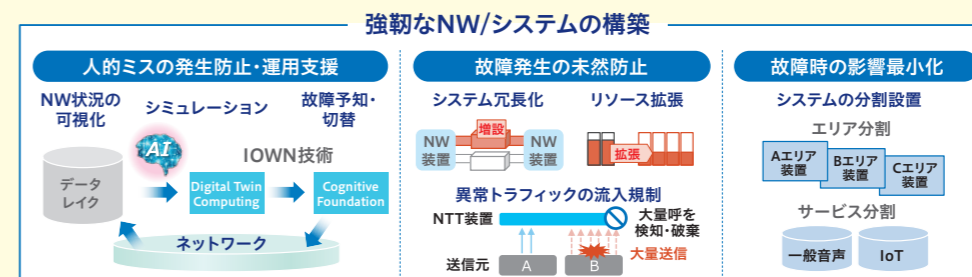 強靭なNW/システムの構築
人的ミスの発生防止・運用支援
NW状況の
可視化
シミュレーション
故障予知・
切替
AI
IOWN技術
データ
レイク
Digital Twin
Computing
Cognitive
Foundation
ネットワーク
故障発生の未然防止
システム冗長化
リソース拡張
NW
装置
増設
NW
装置
拡張
異常トラフィックの流入規制
NTT装置
大量呼を
検知・破棄
大量送信
送信元
A
B
故障時の影響最小化
システムの分割設置
エリア分割
Aエリア
装置
Bエリア
装置
Cエリア
装置
サービス分割
一般音声
IoT